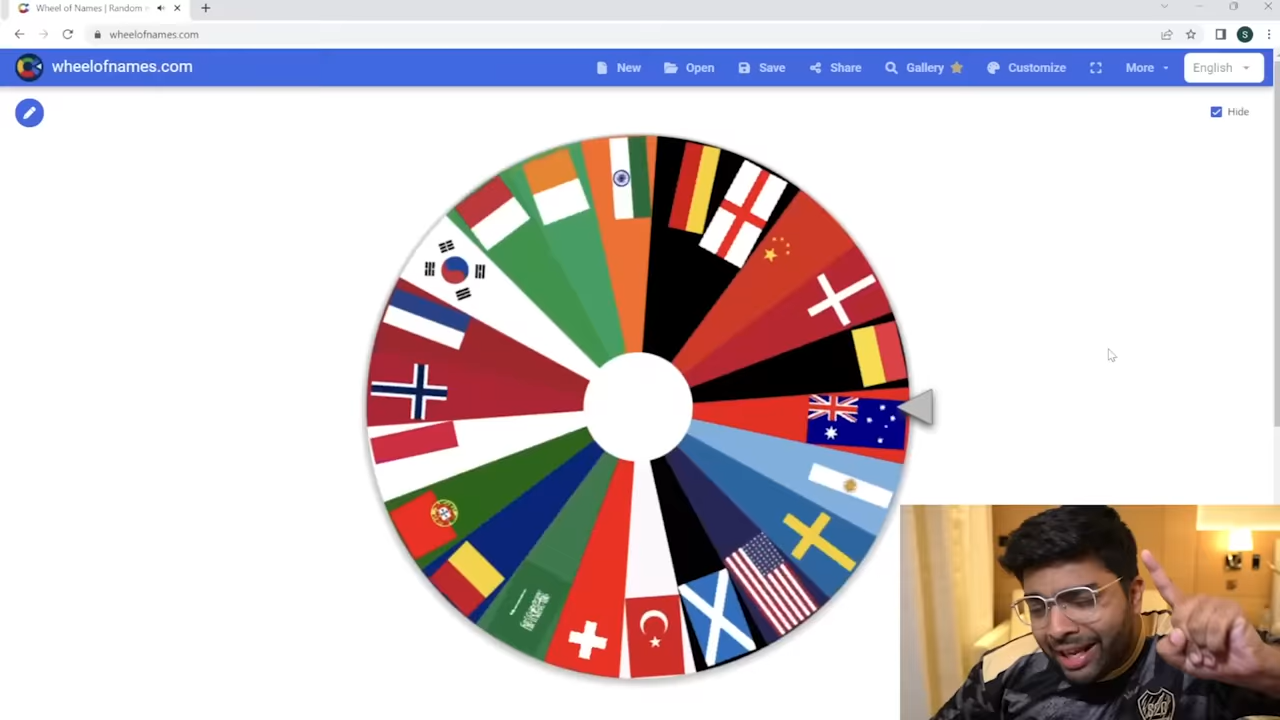 Wheel of Names | Random
wheelofnames.com
S
wheelofnames.com
New
Open
Save
Share
Gallery
Customize
More
English
Hide